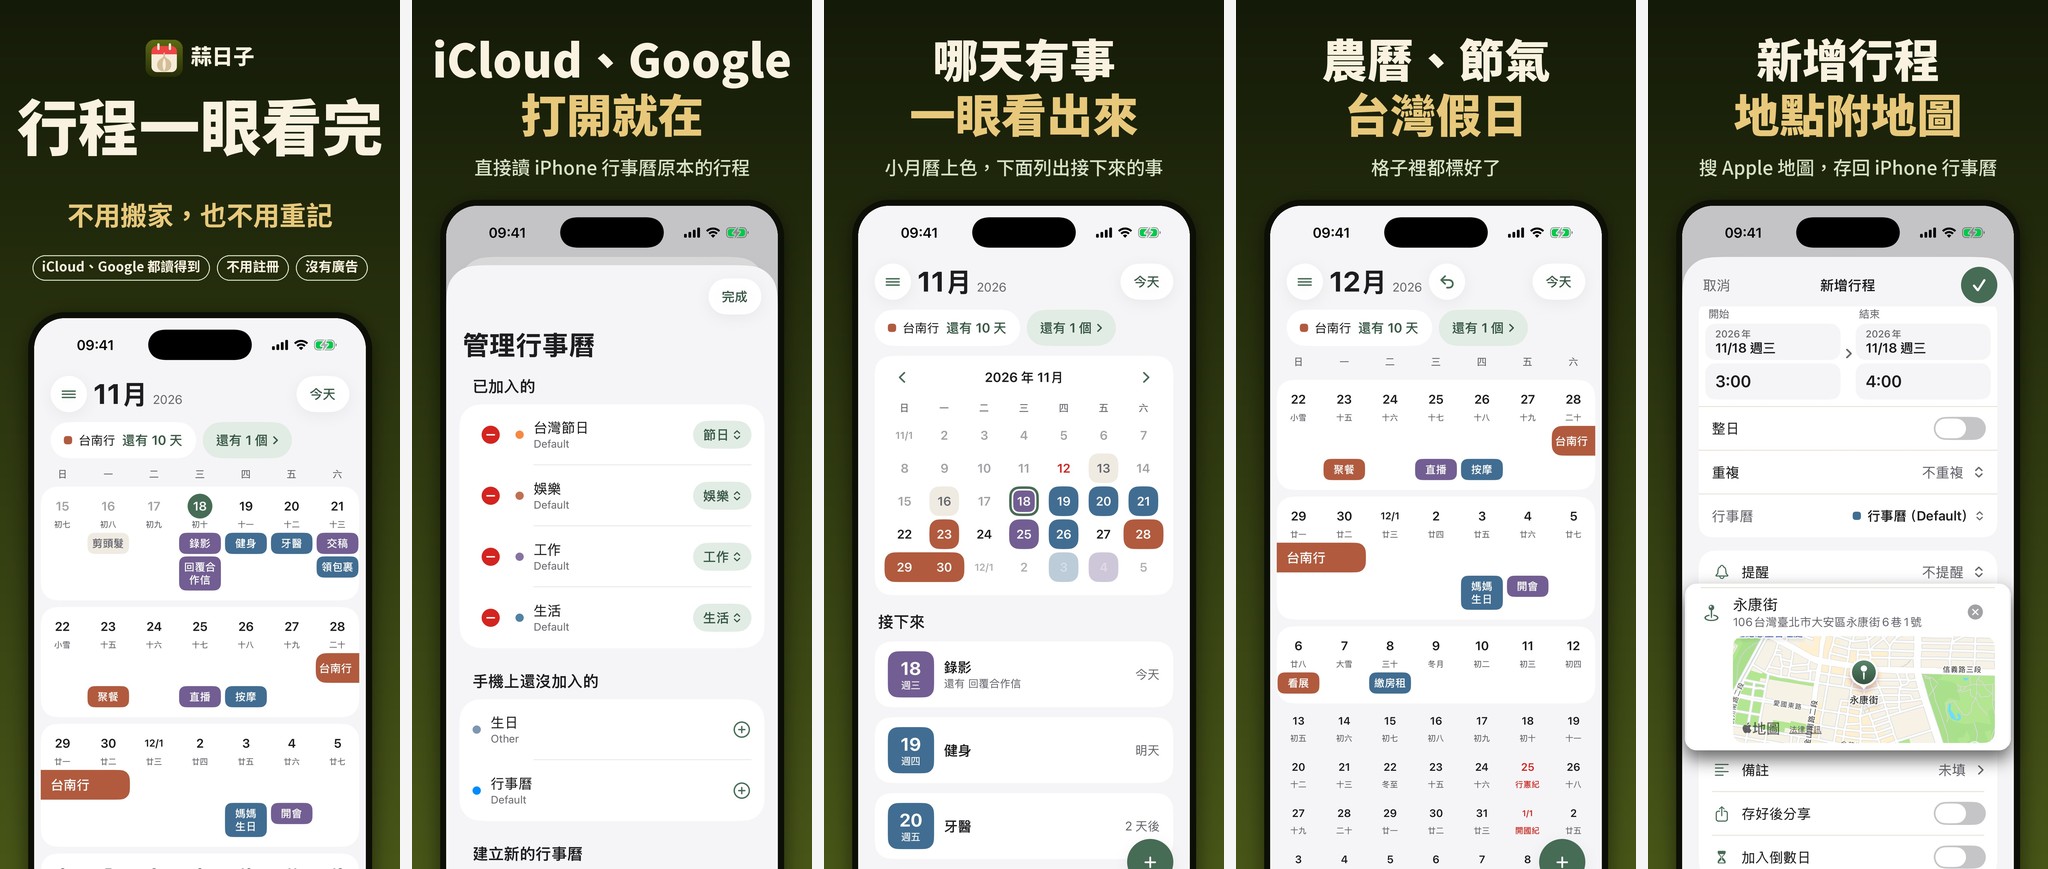 蒜日子
行程一眼看完
不用搬家，也不用重記
iCloud、Google 都讀得到 不用註冊 沒有廣告
09:41
11月 2026 今天
台南行 還有 10 天 還有 1 個
日 一 二 三 四 五 六
15 16 17 18 19 20 21
初七 初八 初九 初十 十一 十二 十三
剪頭髮 錄影 健身 牙醫 交稿
回覆合作信 領包裹
22 23 24 25 26 27 28
小雪 十五 十六 十七 十八 十九 二十
台南行
聚餐 直播 按摩
29 30 12/1 2 3 4 5
廿一 廿二 廿三 廿四 廿五 廿六 廿七
台南行
媽媽生日 開會
iCloud、Google
打開就在
直接讀 iPhone 行事曆原本的行程
09:41
完成
管理行事曆
已加入的
台灣節日 節日
Default
娛樂 娛樂
Default
工作 工作
Default
生活 生活
Default
手機上還沒加入的
生日
Other
行事曆
Default
建立新的行事曆
哪天有事
一眼看出來
小月曆上色，下面列出接下來的事
09:41
11月 2026 今天
台南行 還有 10 天 還有 1 個
2026 年 11月
日 一 二 三 四 五 六
11/1 2 3 4 5 6 7
8 9 10 11 12 13 14
15 16 17 18 19 20 21
22 23 24 25 26 27 28
29 30 12/1 2 3 4 5
接下來
18 週三 錄影 今天
還有 回覆合作信
19 週四 健身 明天
20 週五 牙醫 2 天後
農曆、節氣
台灣假日
格子裡都標好了
09:41
12月 2026 今天
台南行 還有 10 天 還有 1 個
日 一 二 三 四 五 六
22 23 24 25 26 27 28
小雪 十五 十六 十七 十八 十九 二十
台南行
聚餐 直播 按摩
29 30 12/1 2 3 4 5
廿一 廿二 廿三 廿四 廿五 廿六 廿七
台南行
媽媽生日 開會
6 7 8 9 10 11 12
廿八 大雪 三十 冬月 初二 初三 初四
看展 繳房租
13 14 15 16 17 18 19
初五 初六 初七 初八 初九 初十 十一
20 21 22 23 24 25 26
十二 十三 冬至 十五 十六 行憲紀 十八
27 28 29 30 31 1/1 2
十九 二十 廿一 廿二 廿三 開國紀 廿五
3 4 5 6 7 8
新增行程
地點附地圖
搜 Apple 地圖，存回 iPhone 行事曆
09:41
取消 新增行程
開始 結束
2026年 2026年
11/18 週三 11/18 週三
3:00 4:00
整日
重複 不重複
行事曆 行事曆 (Default)
提醒 不提醒
永康街
106台灣臺北市大安區永康街6巷1號
信義路三段
永康街
愛國東路
地圖
備註 未填
存好後分享
加入倒數日